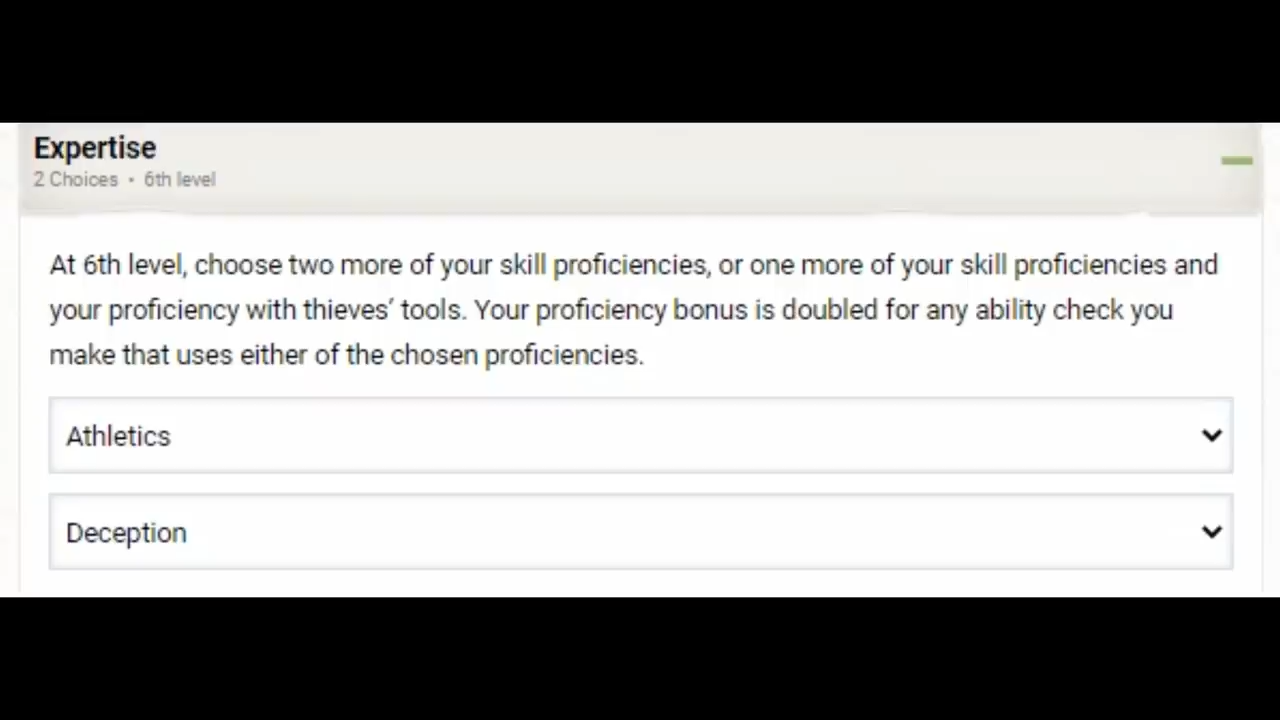 Expertise
2 Choices • 6th level
At 6th level, choose two more of your skill proficiencies, or one more of your skill proficiencies and
your proficiency with thieves’ tools. Your proficiency bonus is doubled for any ability check you
make that uses either of the chosen proficiencies.
Athletics
Deception